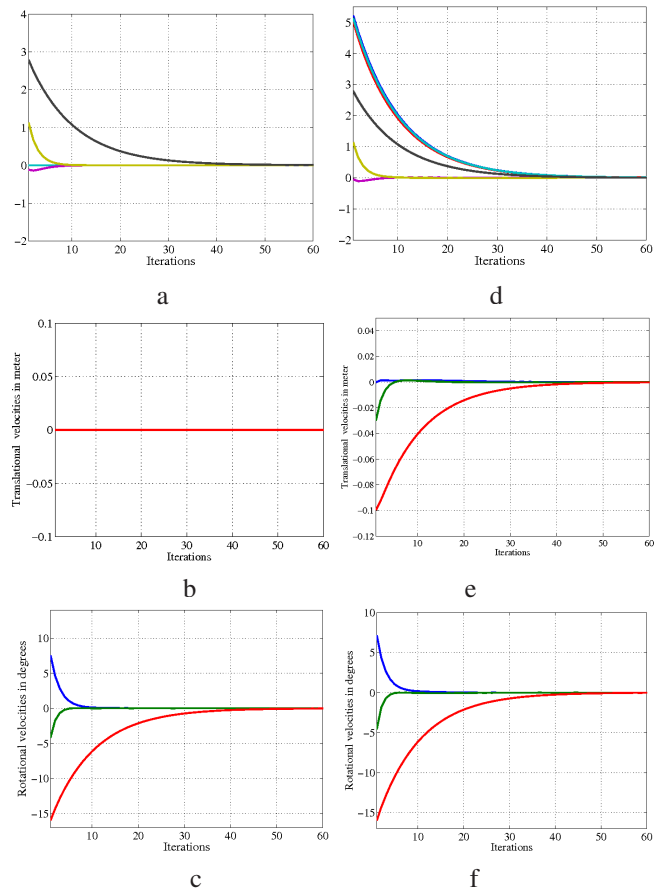 4
3
2
1
0
−1
−2
10 20 30 40 50 60
Iterations
a
5
4
3
2
1
0
−1
−2
10 20 30 40 50 60
Iterations
d
Translational velocities in meter
0.1
0.05
0
−0.05
−0.1
10 20 30 40 50 60
Iterations
b
Translational velocities in meter
0.04
0.02
0
−0.02
−0.04
−0.06
−0.08
−0.1
−0.12
10 20 30 40 50 60
Iterations
e
Rotational velocities in degrees
10
5
0
−5
−10
−15
10 20 30 40 50 60
Iterations
c
Rotational velocities in degrees
10
5
0
−5
−10
−15
10 20 30 40 50 60
Iterations
f